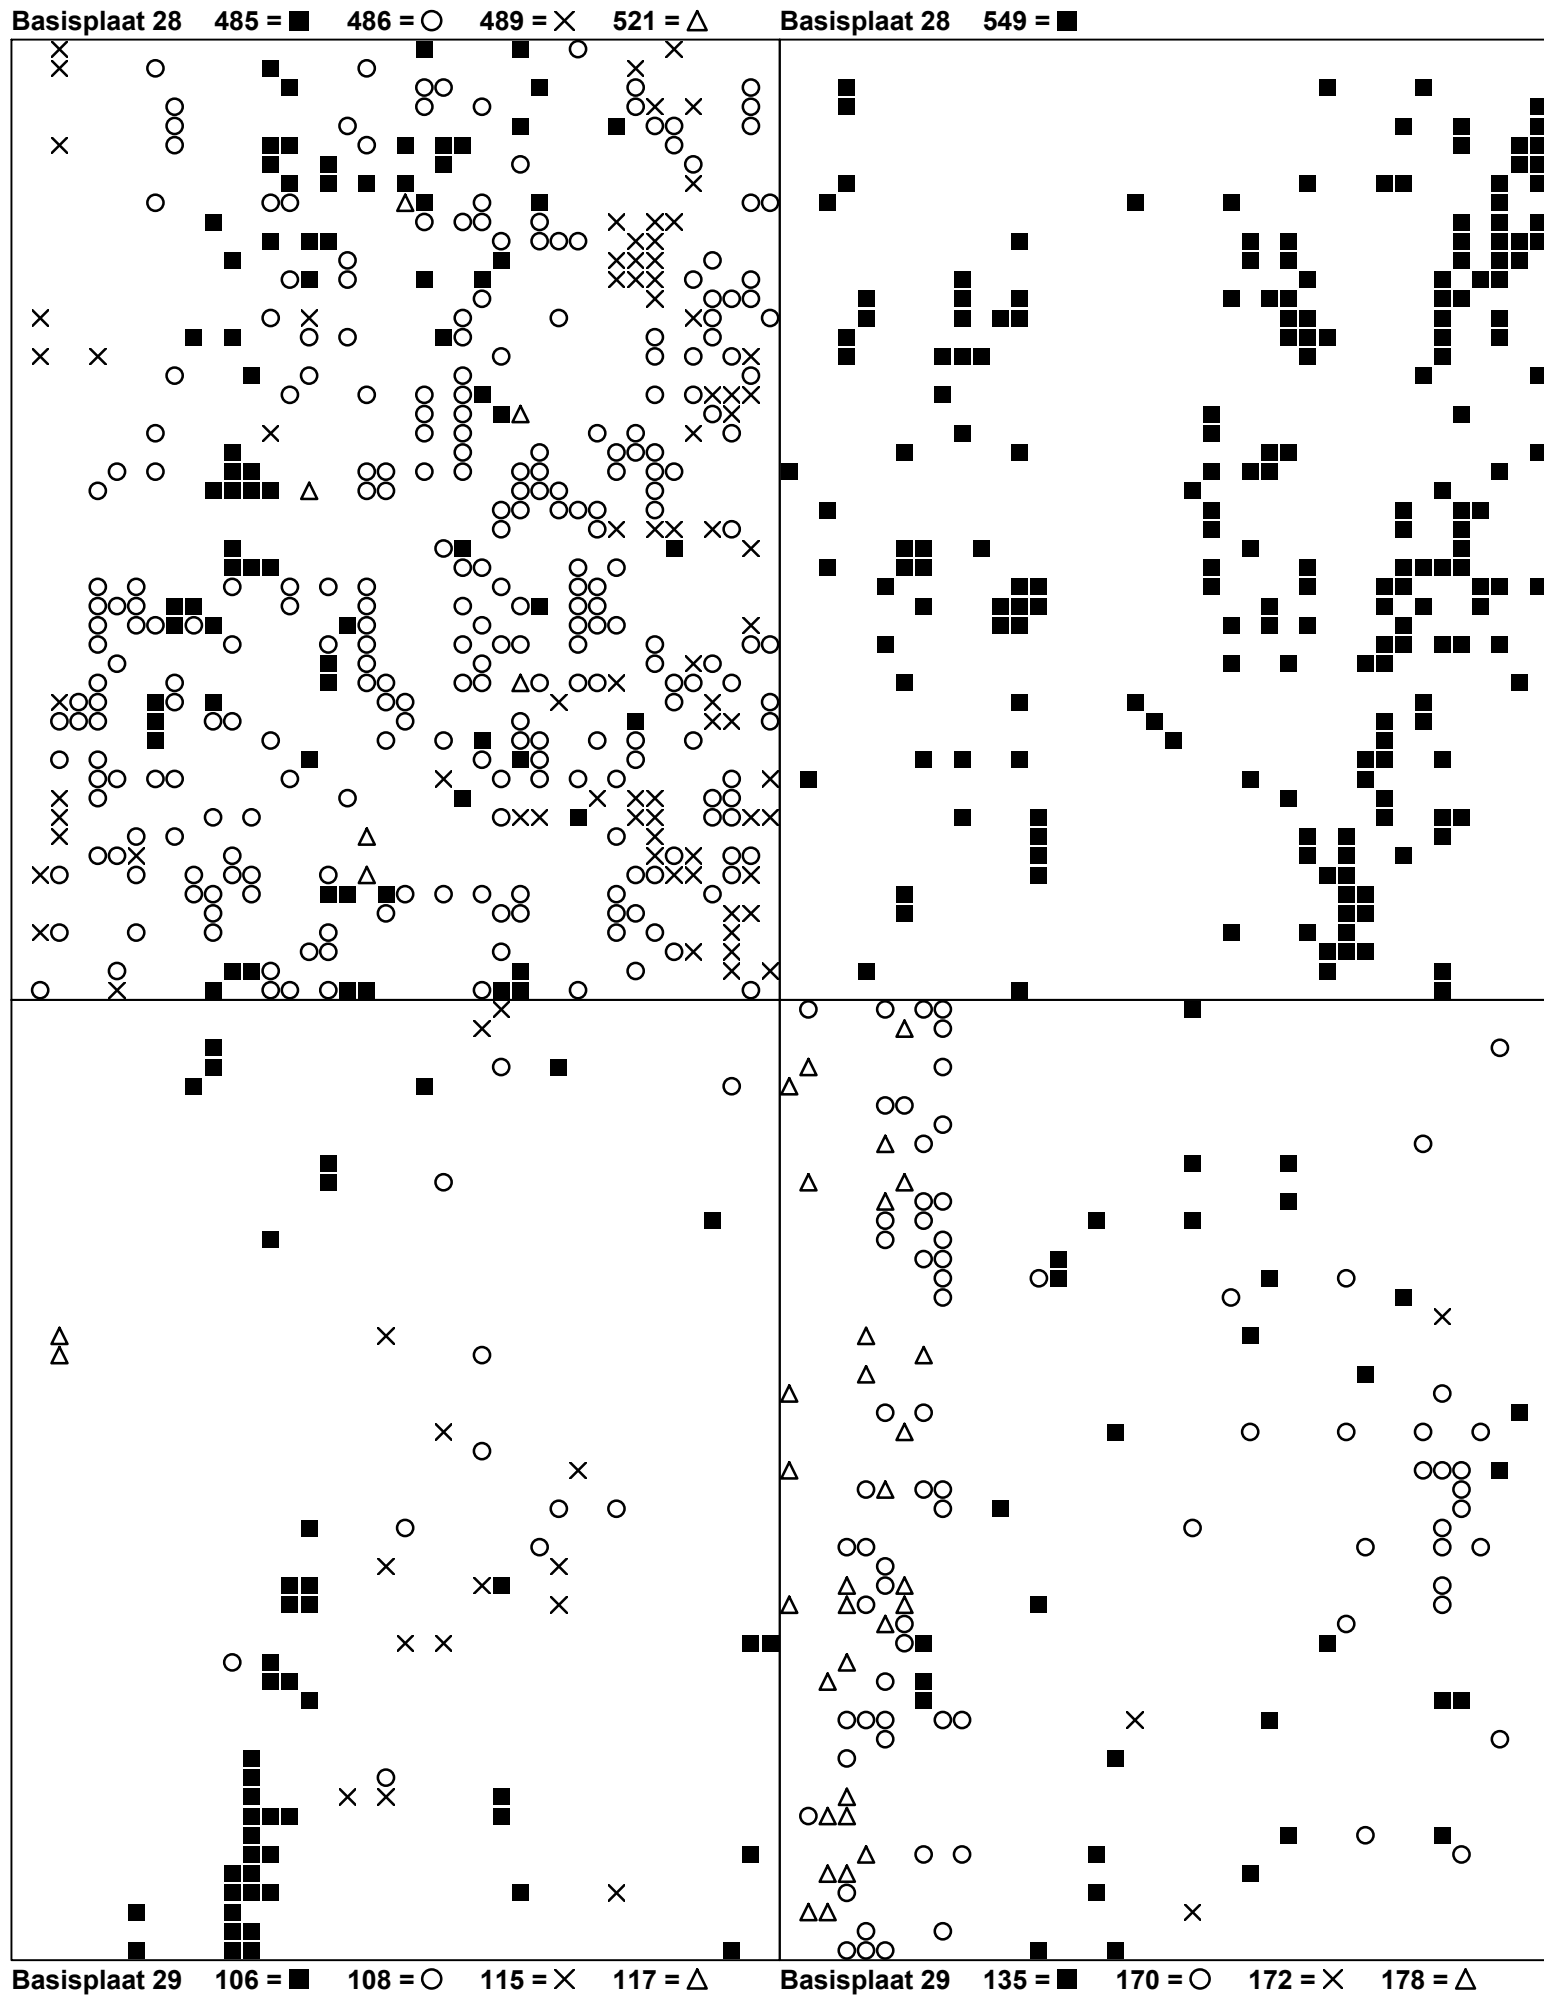 Basisplaat 28 485 = ■ 486 = ○ 489 = × 521 = △ Basisplaat 28 549 = ■
Basisplaat 29 106 = ■ 108 = ○ 115 = × 117 = △ Basisplaat 29 135 = ■ 170 = ○ 172 = × 178 = △